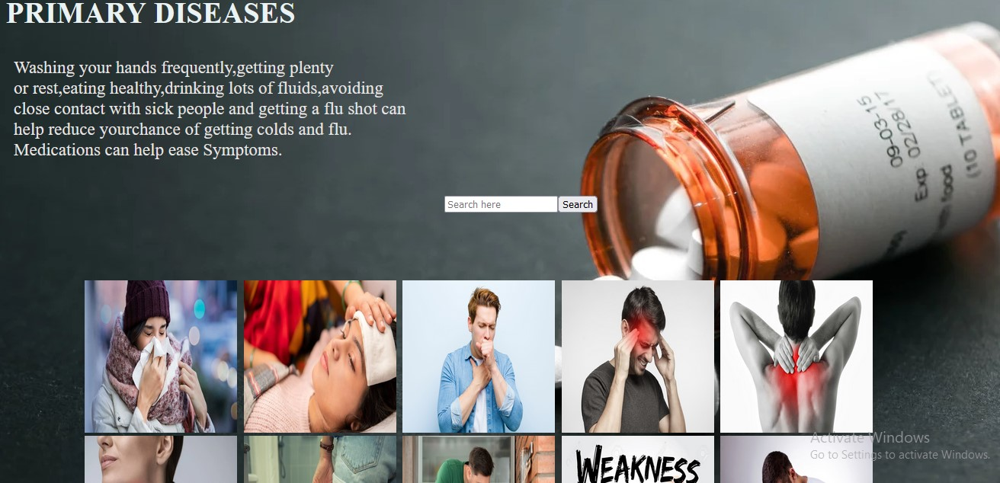 PRIMARY DISEASES
Washing your hands frequently,getting plenty
or rest,eating healthy,drinking lots of fluids,avoiding
close contact with sick people and getting a flu shot can
help reduce yourchance of getting colds and flu.
Medications can help ease Symptoms.
09-03-15
Exp: 02/28/17
(10 TABLET)
food
Search here
Search
WEAKNESS
Activate Windows
Go to Settings to activate Windows.